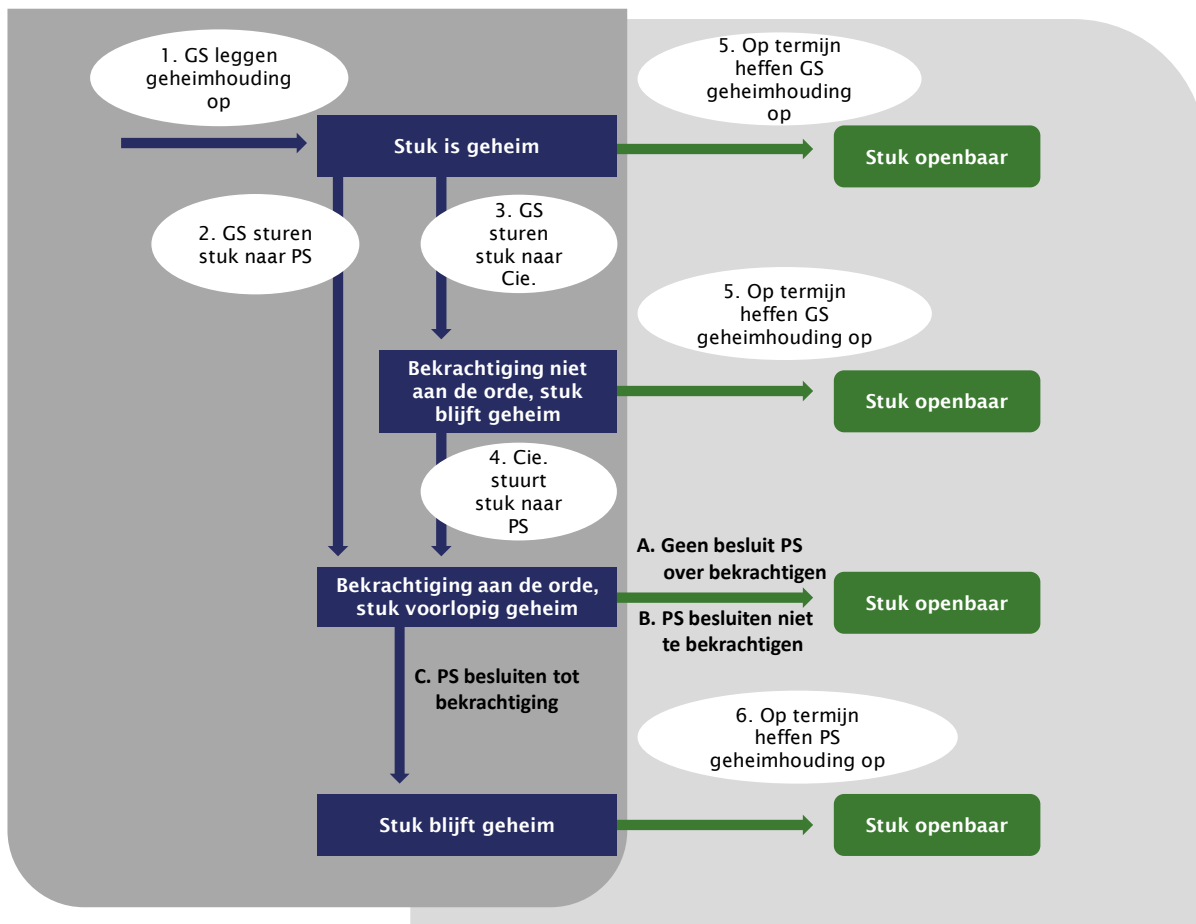 1. GS leggen
geheimhouding
op
5. Op termijn
heffen GS
geheimhouding
op
Stuk is geheim
Stuk openbaar
2. GS sturen
stuk naar PS
3. GS
sturen
stuk naar
Cie.
5. Op termijn
heffen GS
geheimhouding op
Bekrachtiging niet
aan de orde, stuk
blijft geheim
Stuk openbaar
4. Cie.
stuurt
stuk naar
PS
A. Geen besluit PS
over bekrachtigen
Bekrachtiging aan de orde,
stuk voorlopig geheim
Stuk openbaar
B. PS besluiten niet
te bekrachtigen
C. PS besluiten tot
bekrachtiging
6. Op termijn
heffen PS
geheimhouding op
Stuk blijft geheim
Stuk openbaar